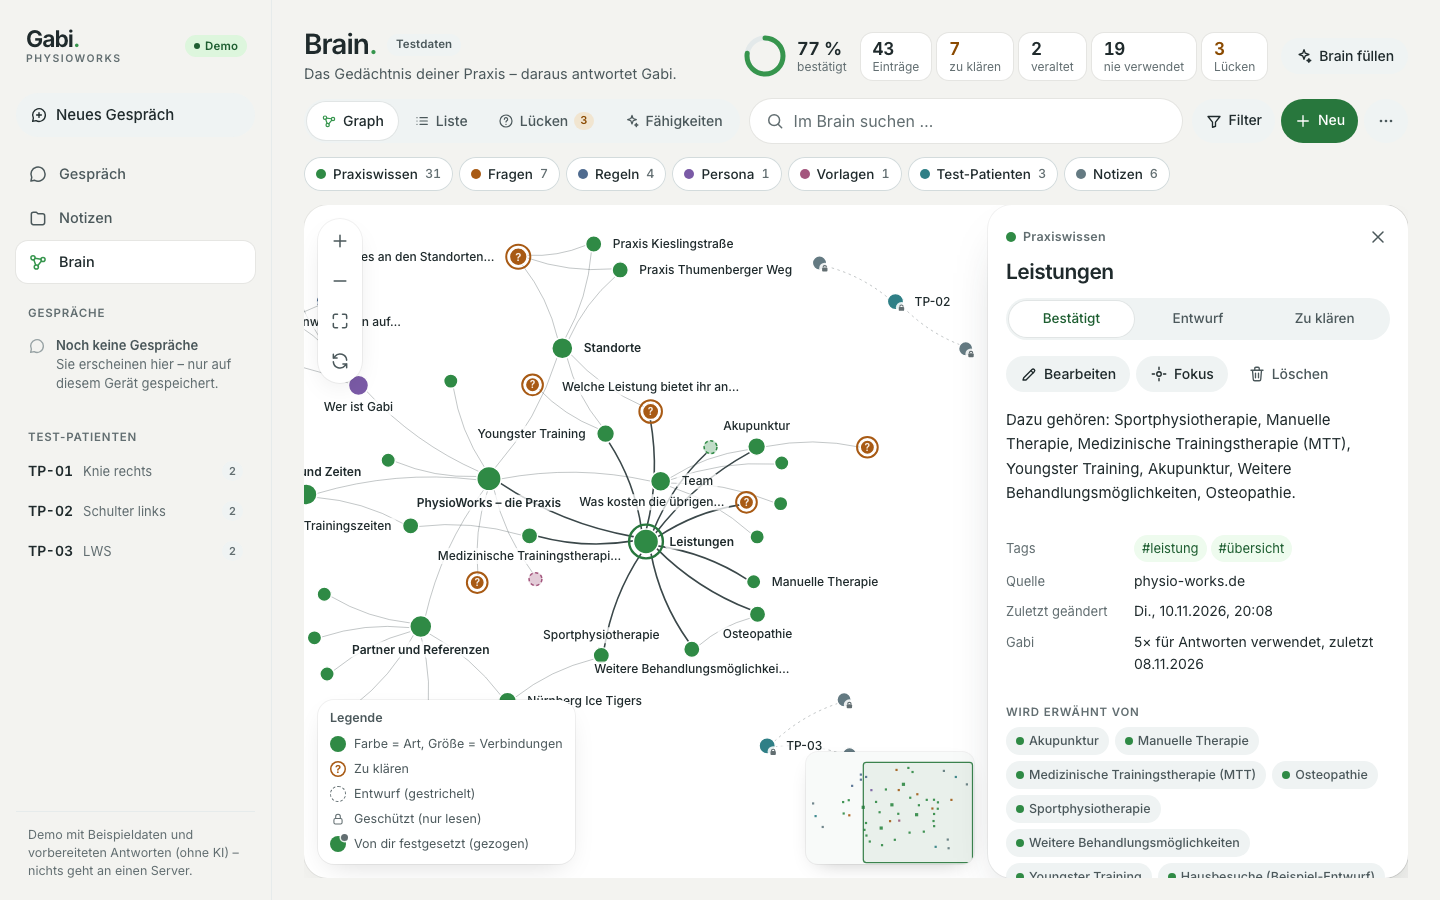 Gabi.
PHYSIOWORKS
Demo
Neues Gespräch
Gespräch
Notizen
Brain
GESPRÄCHE
Noch keine Gespräche
Sie erscheinen hier – nur auf
diesem Gerät gespeichert.
TEST-PATIENTEN
TP-01 Knie rechts 2
TP-02 Schulter links 2
TP-03 LWS 2
Demo mit Beispieldaten und
vorbereiteten Antworten (ohne KI) –
nichts geht an einen Server.
Brain. Testdaten
Das Gedächtnis deiner Praxis – daraus antwortet Gabi.
77 %
bestätigt
43
Einträge
7
zu klären
2
veraltet
19
nie verwendet
3
Lücken
Brain füllen
Graph
Liste
Lücken 3
Fähigkeiten
Im Brain suchen ...
Filter
Neu
Praxiswissen 31
Fragen 7
Regeln 4
Persona 1
Vorlagen 1
Test-Patienten 3
Notizen 6
Praxis Kieslingstraße
es an den Standorten...
Praxis Thumenberger Weg
TP-02
n auf...
Standorte
Welche Leistung bietet ihr an...
Wer ist Gabi
Akupunktur
Youngster Training
und Zeiten
Team
PhysioWorks – die Praxis
Was kosten die übrigen...
Trainingszeiten
Leistungen
Medizinische Trainingstherapi...
Manuelle Therapie
Sportphysiotherapie
Osteopathie
Partner und Referenzen
Weitere Behandlungsmöglichkei...
Nürnberg Ice Tigers
TP-03
Legende
Farbe = Art, Größe = Verbindungen
Zu klären
Entwurf (gestrichelt)
Geschützt (nur lesen)
Von dir festgesetzt (gezogen)
Praxiswissen
Leistungen
Bestätigt
Entwurf
Zu klären
Bearbeiten
Fokus
Löschen
Dazu gehören: Sportphysiotherapie, Manuelle
Therapie, Medizinische Trainingstherapie (MTT),
Youngster Training, Akupunktur, Weitere
Behandlungsmöglichkeiten, Osteopathie.
Tags #leistung #übersicht
Quelle physio-works.de
Zuletzt geändert Di., 10.11.2026, 20:08
Gabi 5× für Antworten verwendet, zuletzt
08.11.2026
WIRD ERWÄHNT VON
Akupunktur
Manuelle Therapie
Medizinische Trainingstherapie (MTT)
Osteopathie
Sportphysiotherapie
Weitere Behandlungsmöglichkeiten
Youngster Training
Hausbesuche (Beispiel-Entwurf)